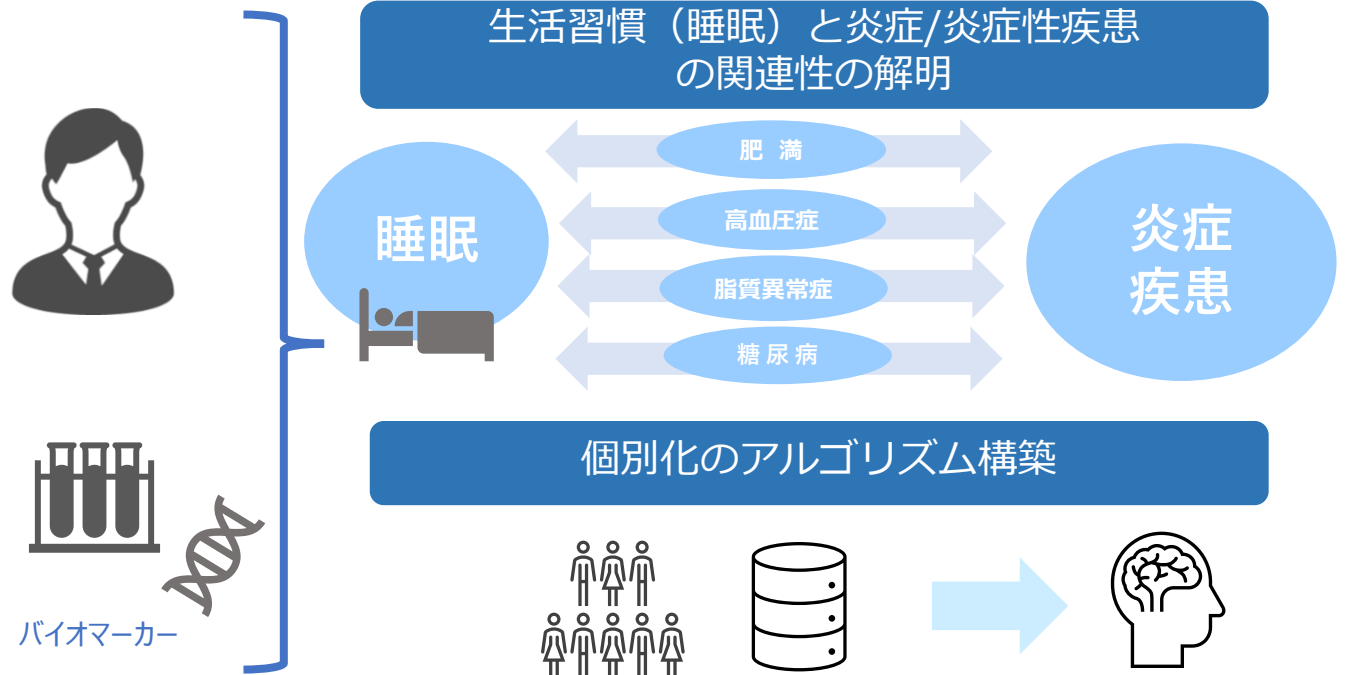 生活習慣（睡眠）と炎症/炎症性疾患
の関連性の解明
肥 満
高血圧症
脂質異常症
糖 尿 病
睡眠
炎症
疾患
個別化のアルゴリズム構築
バイオマーカー